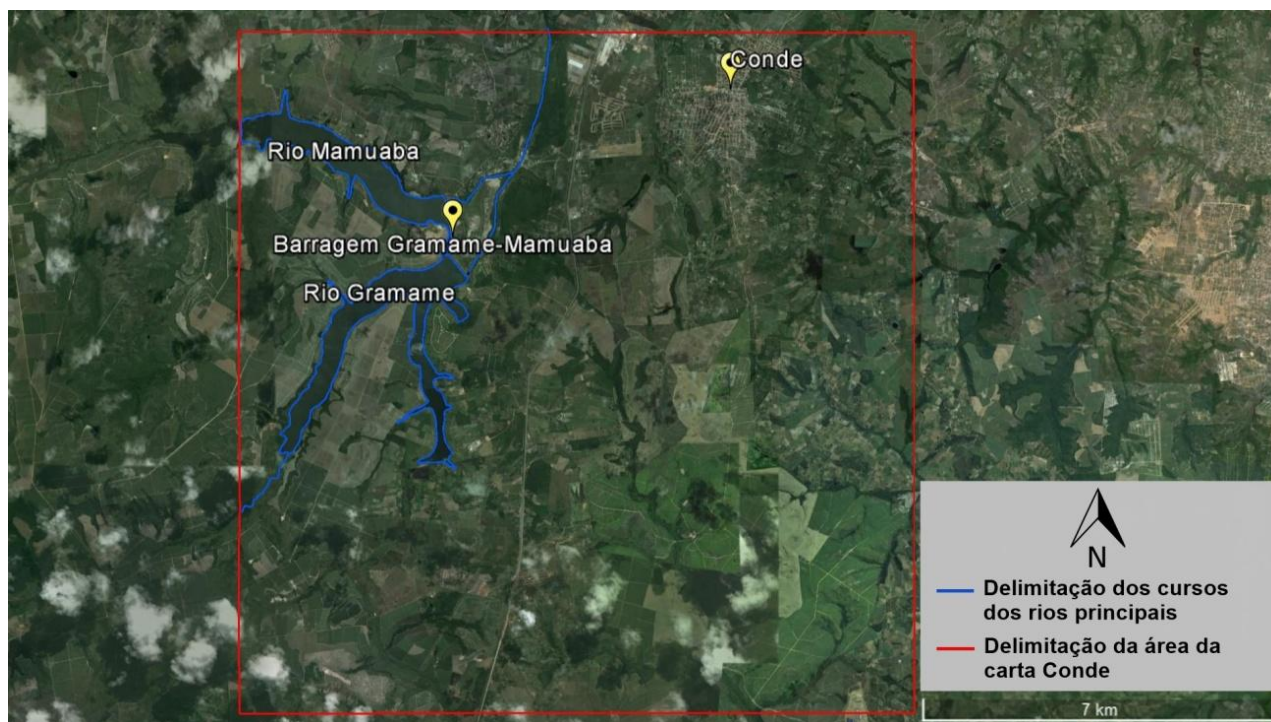 Conde
Rio Mamuaba
Barragem Gramame-Mamuaba
Rio Gramame
N
Delimitação dos cursos
dos rios principais
Delimitação da área da
carta Conde
7 km